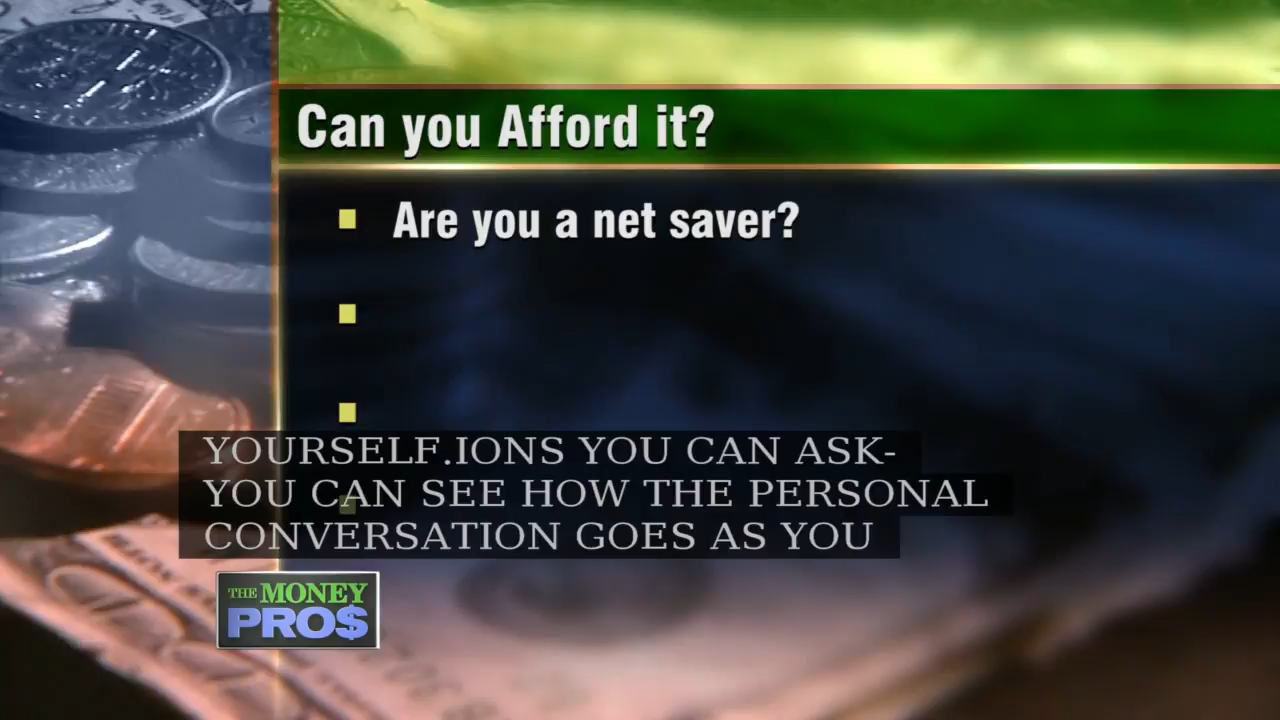 Can you Afford it?
Are you a net saver?
YOURSELF.IONS YOU CAN ASK-
YOU CAN SEE HOW THE PERSONAL
CONVERSATION GOES AS YOU
THE MONEY
PRO$